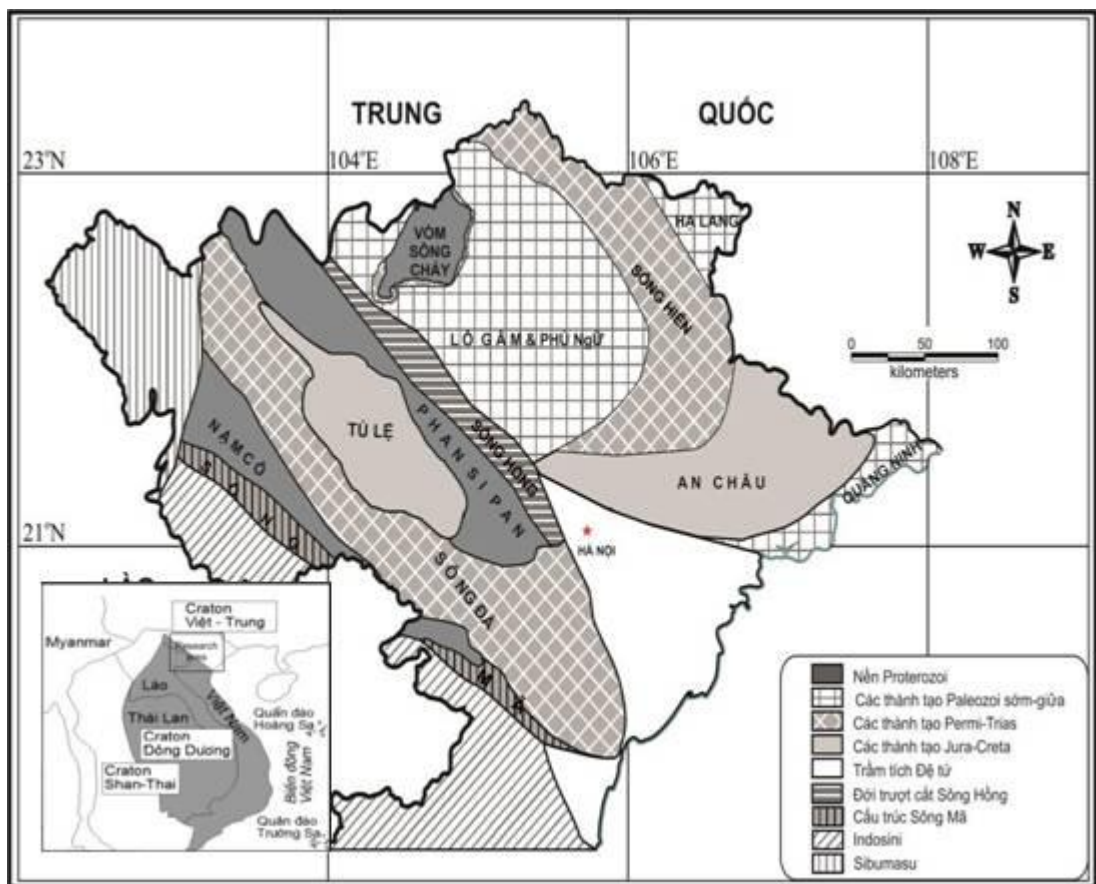 TRUNG QUỐC
23°N
104°E
106°E
108°E
HẠ LANG
VÒM
SÔNG
CHẢY
N
W E
S
SÔNG HIẾN
LÔ GÂM & PHÚ NGỮ
0 50 100
kilometers
TÚ LỆ
PHAN SI PAN
SÔNG HỒNG
NẬM CÔ
SÔNG
AN CHÂU
QUẢNG NINH
21°N
HÀ NỘI
SÔNG ĐÀ
MÃ
Craton
Việt - Trung
Myanmar
Research
area
Lào
Việt Nam
Thái Lan
Quần đảo
Hoàng Sa
Craton
Đông Dương
Craton
Shan-Thai
Biển đông
Việt Nam
Quần đảo
Trường Sa
Nền Proterozoi
Các thành tạo Paleozoi sớm-giữa
Các thành tạo Permi-Trias
Các thành tạo Jura-Creta
Trầm tích Đệ tứ
Đới trượt cắt Sông Hồng
Cấu trúc Sông Mã
Indosini
Sibumasu